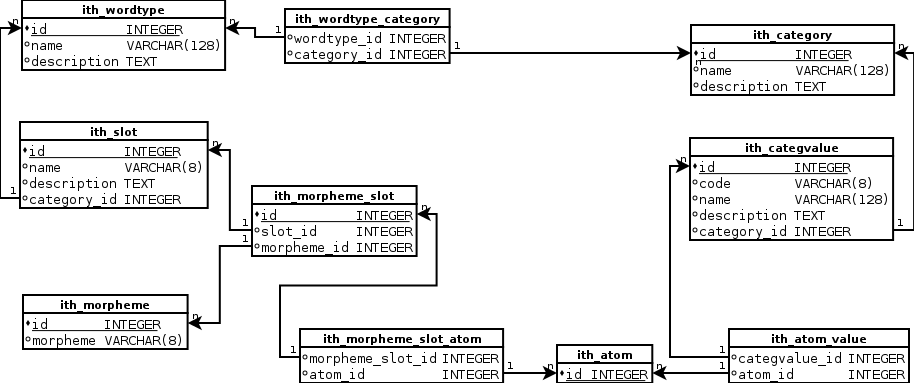 ith_wordtype
id INTEGER
name VARCHAR(128)
description TEXT
n
n
ith_wordtype_category
wordtype_id INTEGER
category_id INTEGER
1
1
ith_category
id INTEGER
name VARCHAR(128)
description TEXT
n
n
ith_slot
id INTEGER
name VARCHAR(8)
description TEXT
category_id INTEGER
n
1
ith_categvalue
id INTEGER
code VARCHAR(8)
name VARCHAR(128)
description TEXT
category_id INTEGER
n
1
ith_morpheme_slot
id INTEGER
slot_id INTEGER
morpheme_id INTEGER
n
1
1
ith_morpheme
id INTEGER
morpheme VARCHAR(8)
n
ith_morpheme_slot_atom
morpheme_slot_id INTEGER
atom_id INTEGER
1
1
ith_atom
id INTEGER
n
n
ith_atom_value
categvalue_id INTEGER
atom_id INTEGER
1
1